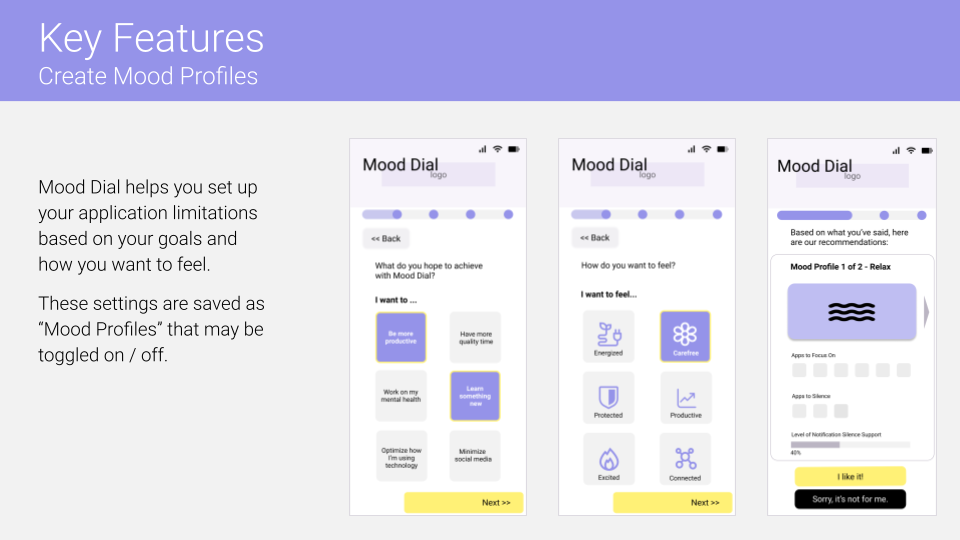 Key Features
Create Mood Profiles
Mood Dial helps you set up
your application limitations
based on your goals and
how you want to feel.
These settings are saved as
“Mood Profiles” that may be
toggled on / off.
Mood Dial
logo
<< Back
What do you hope to achieve
with Mood Dial?
I want to ...
Be more
productive
Have more
quality time
Work on my
mental health
Learn
something
new
Optimize how
I'm using
technology
Minimize
social media
Next >>
Mood Dial
logo
<< Back
How do you want to feel?
I want to feel...
Energized
Carefree
Protected
Productive
Excited
Connected
Next >>
Mood Dial
logo
Based on what you've said, here
are our recommendations:
Mood Profile 1 of 2 - Relax
Apps to Focus On
Apps to Silence
Level of Notification Silence Support
40%
I like it!
Sorry, it's not for me.